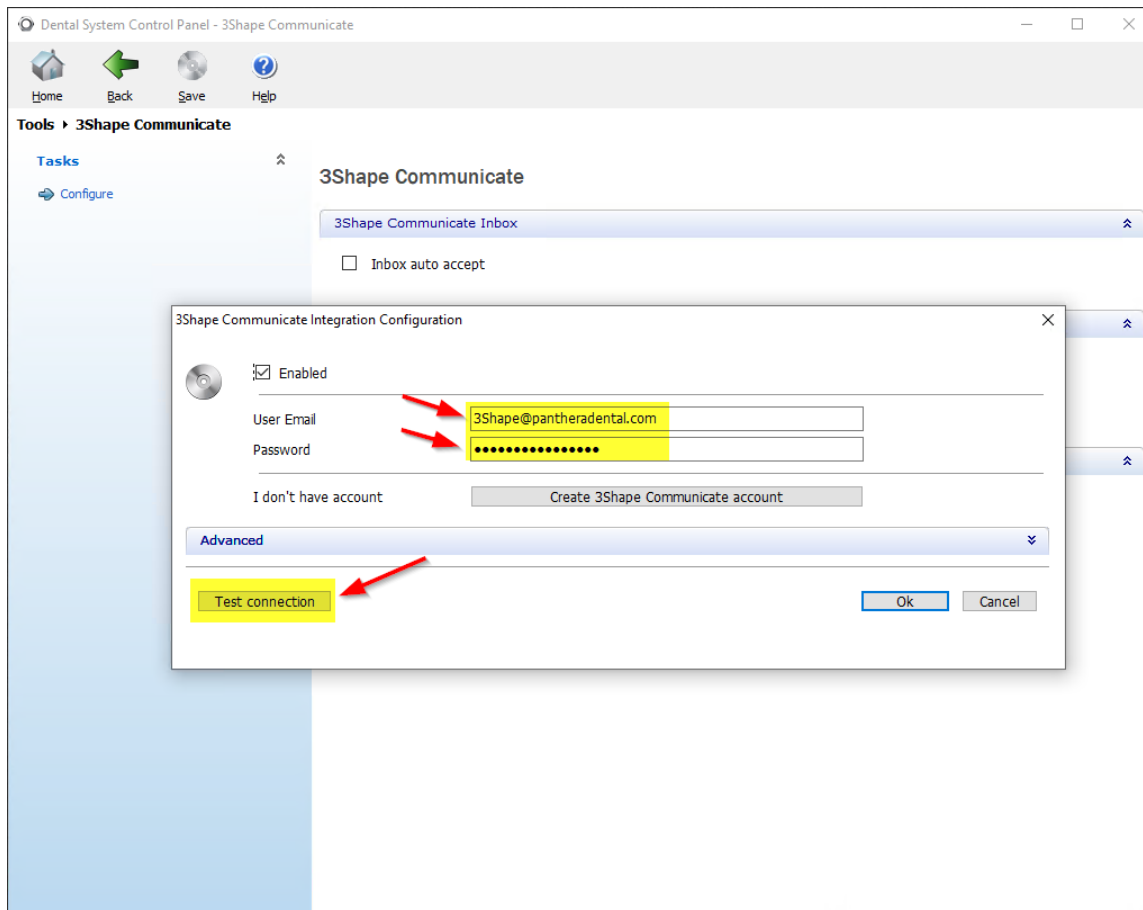 Dental System Control Panel - 3Shape Communicate
Home Back Save Help
Tools ‣ 3Shape Communicate
Tasks
Configure
3Shape Communicate
3Shape Communicate Inbox
Inbox auto accept
3Shape Communicate Integration Configuration
Enabled
User Email 3Shape@pantheradental.com
Password ••••••••••••••••
I don't have account Create 3Shape Communicate account
Advanced
Test connection Ok Cancel